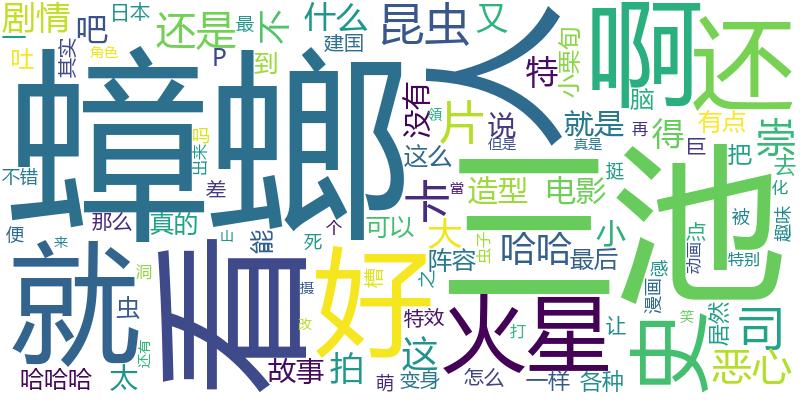 剧情
吧
日本
还是
最
不
什么
昆虫
又
人
啊
还
一
吐
其实
P
到
建国
特
小栗旬
蟑螂
没有
片
说
就是
脑
得
有点
崇
吗
出来
这么
但是
再
真是
巨
把
去
不错
差
领
卡
當
造型
电影
挺
三
池
化
那么
真的
能
死
个
可以
大
哈哈
小
被
趣味
便
来
山
阵容
最后
虫子
点
动画
就
看
好
虫
洞
摄
槽
之
火星
感
漫画
特别
史
居然
司
特效
让
笑
还有
改
这
打
哈哈哈
太
故事
拍
萌
变身
怎么
一样
各种
恶心
角色